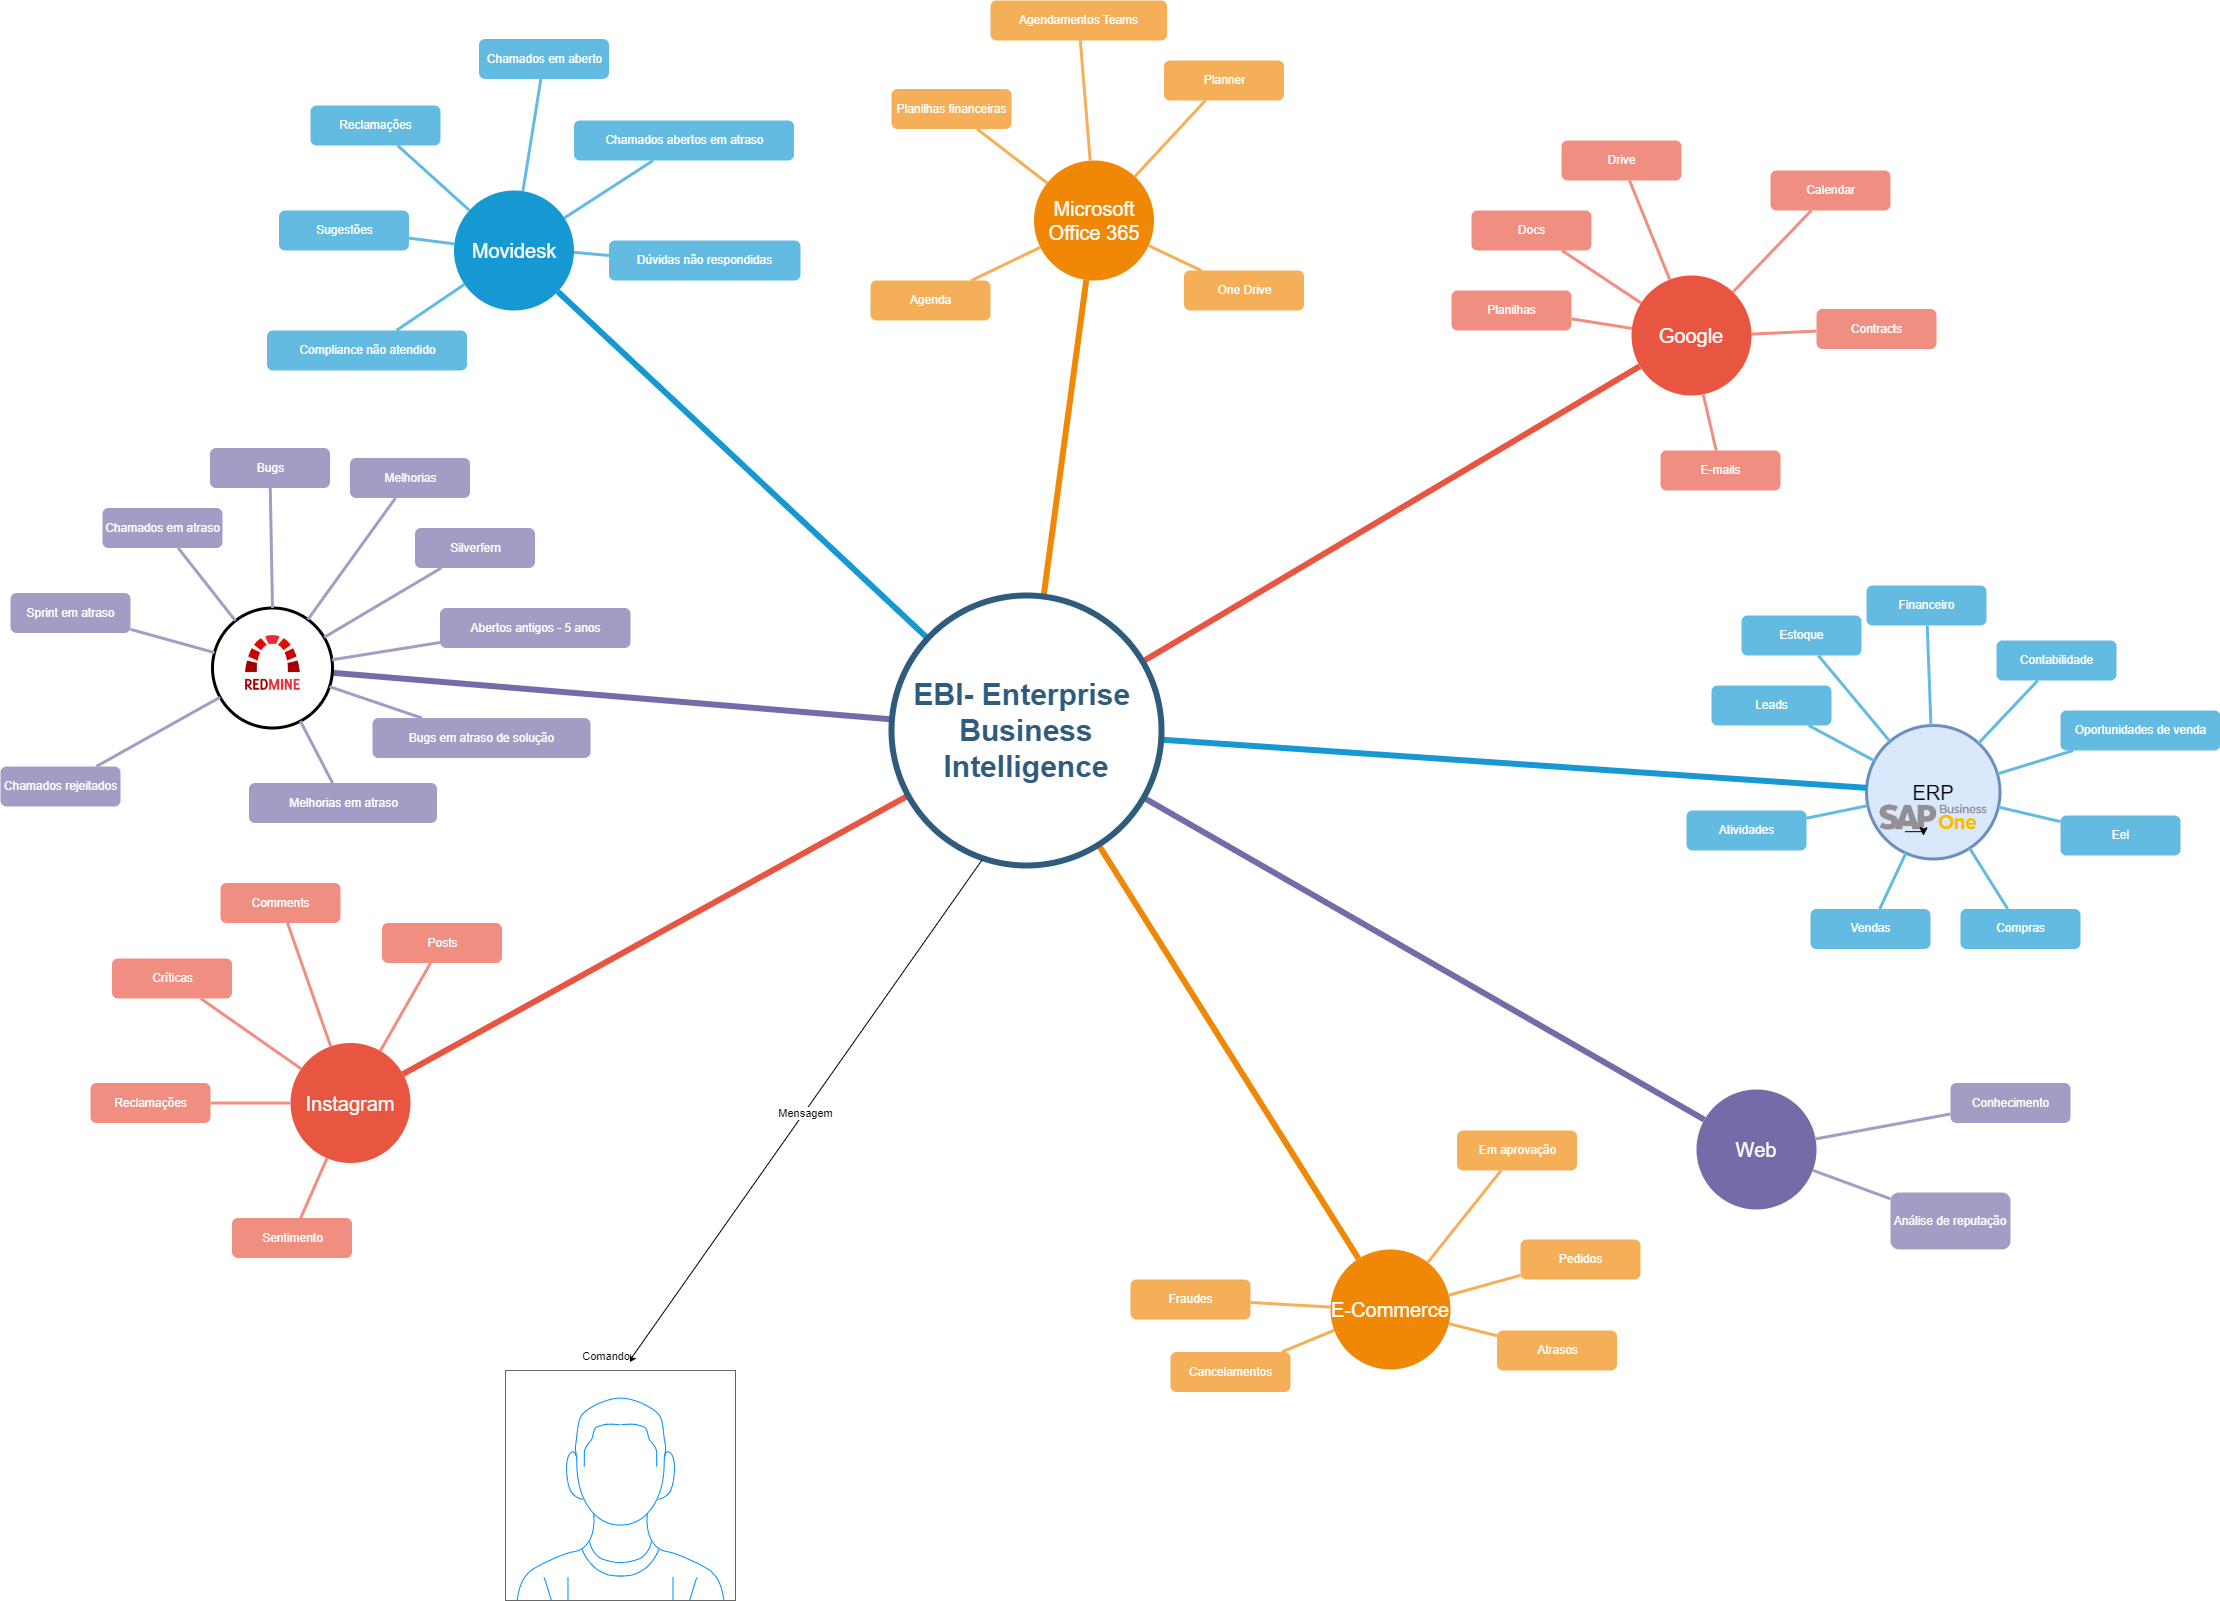 Agendamentos Teams
Chamados em aberto
Planner
Planilhas financeiras
Reclamações
Chamados abertos em atraso
Drive
Calendar
Microsoft
Office 365
Docs
Sugestões
Movidesk
Dúvidas não respondidas
One Drive
Agenda
Planilhas
Contracts
Google
Compliance não atendido
Bugs
E-mails
Melhorias
Chamados em atraso
Silverfern
Financeiro
Sprint em atraso
Abertos antigos - 5 anos
Estoque
Contabilidade
REDMINE
EBI- Enterprise
Business
Intelligence
Leads
Oportunidades de venda
Bugs em atraso de solução
Chamados rejeitados
Melhorias em atraso
ERP
SAP Business
One
Atividades
Eel
Comments
Vendas
Compras
Posts
Críticas
Reclamações
Instagram
Mensagem
Conhecimento
Web
Em aprovação
Análise de reputação
Sentimento
Pedidos
Fraudes
E-Commerce
Atrasos
Comando
Cancelamentos